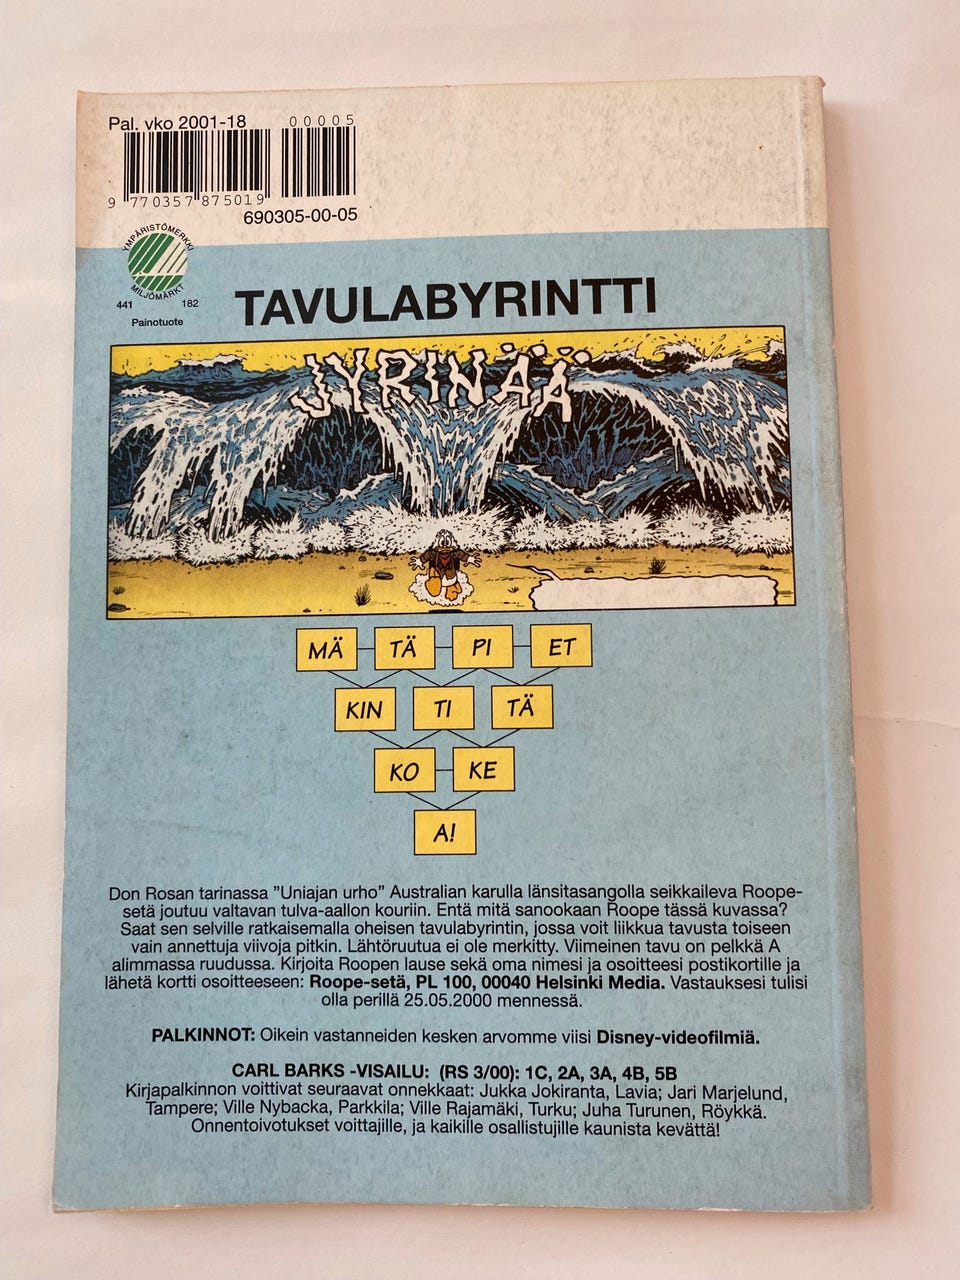 Pal. vko 2001-18
00005
9 770357 875019
690305-00-05
YMPÄRISTÖMERKKI
MILJÖMÄRKT
441 182
Painotuote
TAVULABYRINTTI
JYRINÄÄ
MÄ TÄ PI ET
KIN TI TÄ
KO KE
A!
Don Rosan tarinassa ”Uniajan urho” Australian karulla länsitasangolla seikkaileva Roope-
setä joutuu valtavan tulva-aallon kouriin. Entä mitä sanookaan Roope tässä kuvassa?
Saat sen selville ratkaisemalla oheisen tavulabyrintin, jossa voit liikkua tavusta toiseen
vain annettuja viivoja pitkin. Lähtöruutua ei ole merkitty. Viimeinen tavu on pelkkä A
alimmassa ruudussa. Kirjoita Roopen lause sekä oma nimesi ja osoitteesi postikortille ja
lähetä kortti osoitteeseen: Roope-setä, PL 100, 00040 Helsinki Media. Vastauksesi tulisi
olla perillä 25.05.2000 mennessä.
PALKINNOT: Oikein vastanneiden kesken arvomme viisi Disney-videofilmiä.
CARL BARKS -VISAILU: (RS 3/00): 1C, 2A, 3A, 4B, 5B
Kirjapalkinnon voittivat seuraavat onnekkaat: Jukka Jokiranta, Lavia; Jari Marjelund,
Tampere; Ville Nybacka, Parkkila; Ville Rajamäki, Turku; Juha Turunen, Röykkä.
Onnentoivotukset voittajille, ja kaikille osallistujille kaunista kevättä!